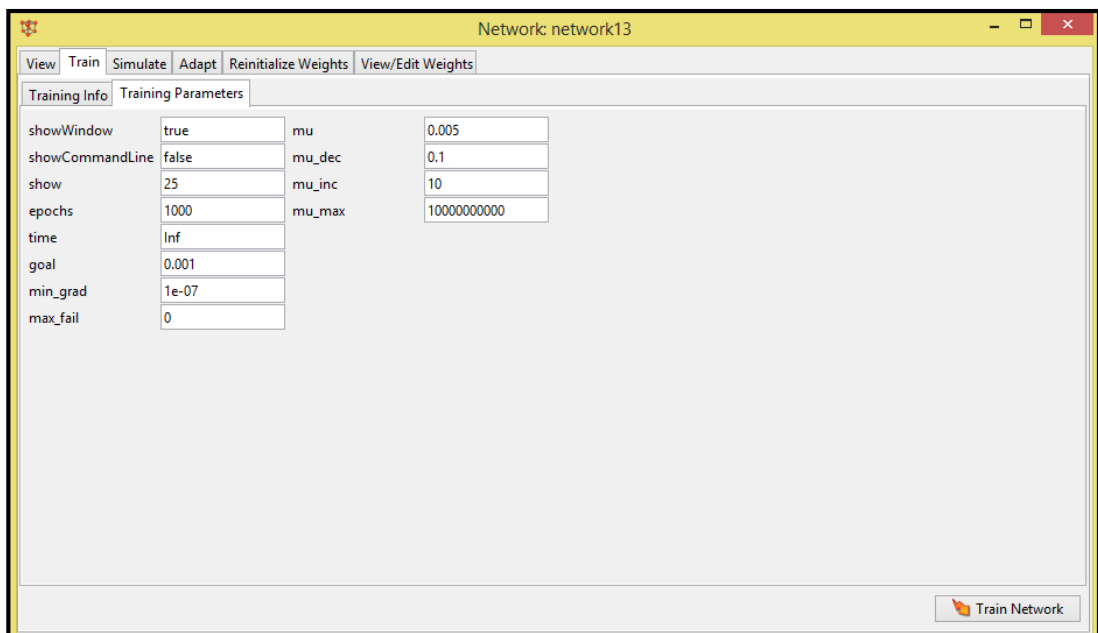 Network: network13
View Train Simulate Adapt Reinitialize Weights View/Edit Weights
Training Info Training Parameters
showWindow true mu 0.005
showCommandLine false mu_dec 0.1
show 25 mu_inc 10
epochs 1000 mu_max 10000000000
time Inf
goal 0.001
min_grad 1e-07
max_fail 0
Train Network